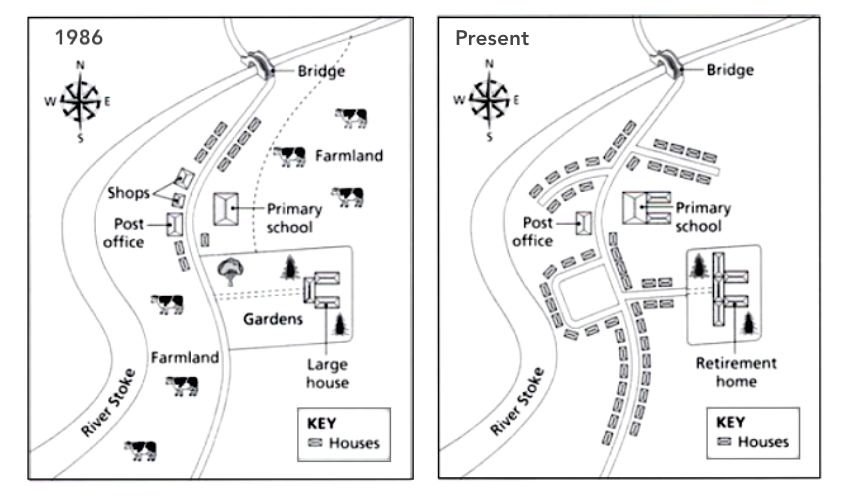 1986
N
W E
S
Bridge
Farmland
Shops
Primary
school
Post
office
Gardens
Farmland
Large
house
River Stoke
KEY
Houses
Present
N
W E
S
Bridge
Primary
school
Post
office
Retirement
home
River Stoke
KEY
Houses